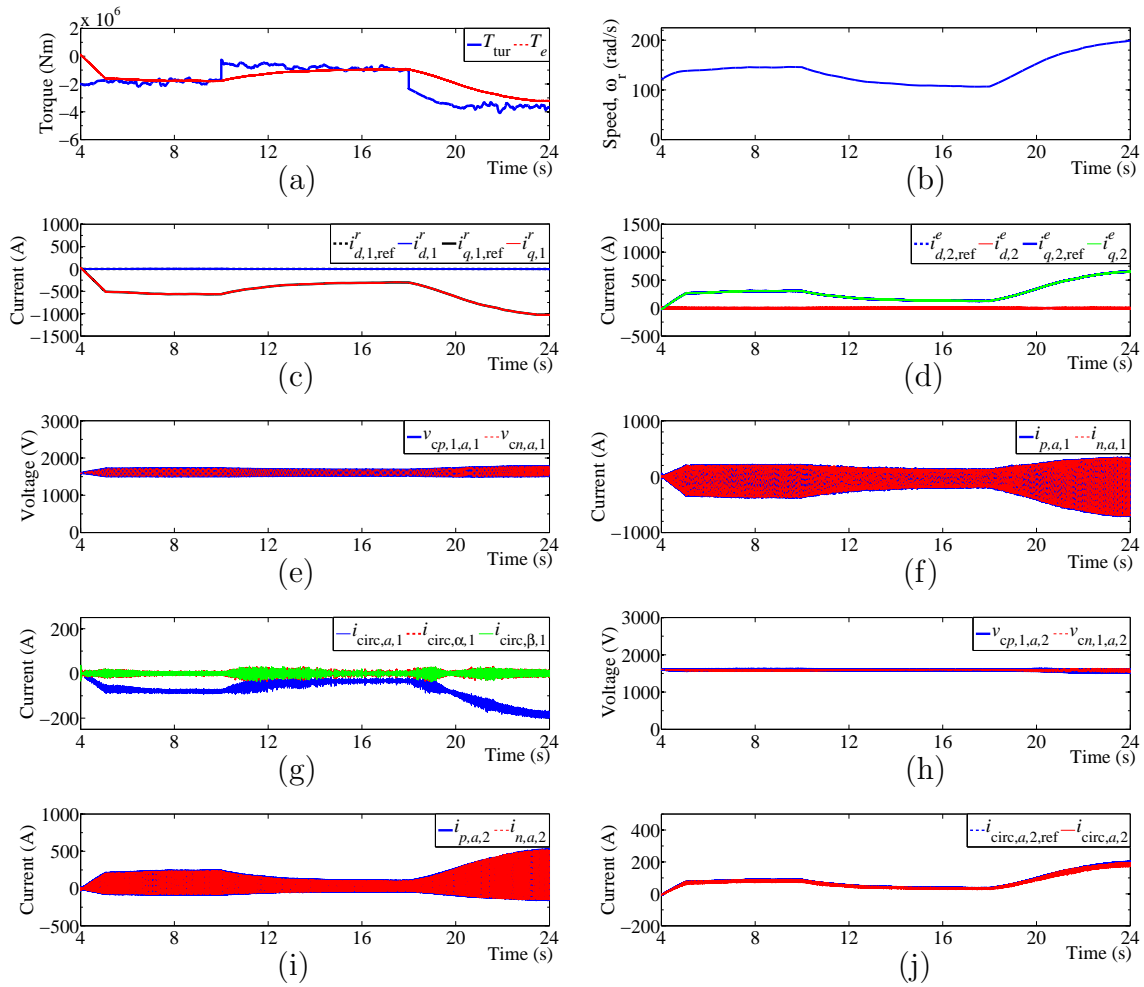 x 10⁶
T_tur T_e
Torque (Nm)
2
0
−2
−4
−6
4 8 12 16 20 24
Time (s)
(a)
Speed, ω_r (rad/s)
200
100
0
4 8 12 16 20 24
Time (s)
(b)
i^r_d,1,ref i^r_d,1 i^r_q,1,ref i^r_q,1
Current (A)
1000
500
0
−500
−1000
−1500
4 8 12 16 20 24
Time (s)
(c)
i^e_d,2,ref i^e_d,2 i^e_q,2,ref i^e_q,2
Current (A)
1500
1000
500
0
−500
4 8 12 16 20 24
Time (s)
(d)
v_cp,1,a,1 v_cn,a,1
Voltage (V)
3000
2000
1000
0
4 8 12 16 20 24
Time (s)
(e)
i_p,a,1 i_n,a,1
Current (A)
1000
0
−1000
4 8 12 16 20 24
Time (s)
(f)
i_circ,a,1 i_circ,α,1 i_circ,β,1
Current (A)
200
0
−200
4 8 12 16 20 24
Time (s)
(g)
v_cp,1,a,2 v_cn,1,a,2
Voltage (V)
3000
2000
1000
0
4 8 12 16 20 24
Time (s)
(h)
i_p,a,2 i_n,a,2
Current (A)
1000
500
0
−500
4 8 12 16 20 24
Time (s)
(i)
i_circ,a,2,ref i_circ,a,2
Current (A)
400
200
0
−200
4 8 12 16 20 24
Time (s)
(j)